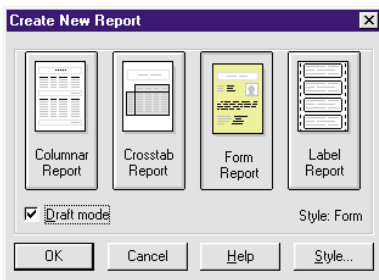 Create New Report
Columnar Report
Crosstab Report
Form Report
Label Report
Draft mode
Style: Form
OK
Cancel
Help
Style...